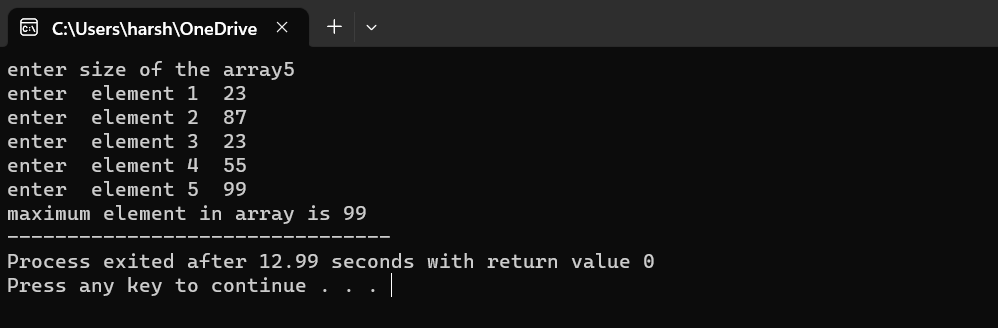 C:\Users\harsh\OneDrive
enter size of the array5
enter  element 1  23
enter  element 2  87
enter  element 3  23
enter  element 4  55
enter  element 5  99
maximum element in array is 99
--------------------------------
Process exited after 12.99 seconds with return value 0
Press any key to continue . . .